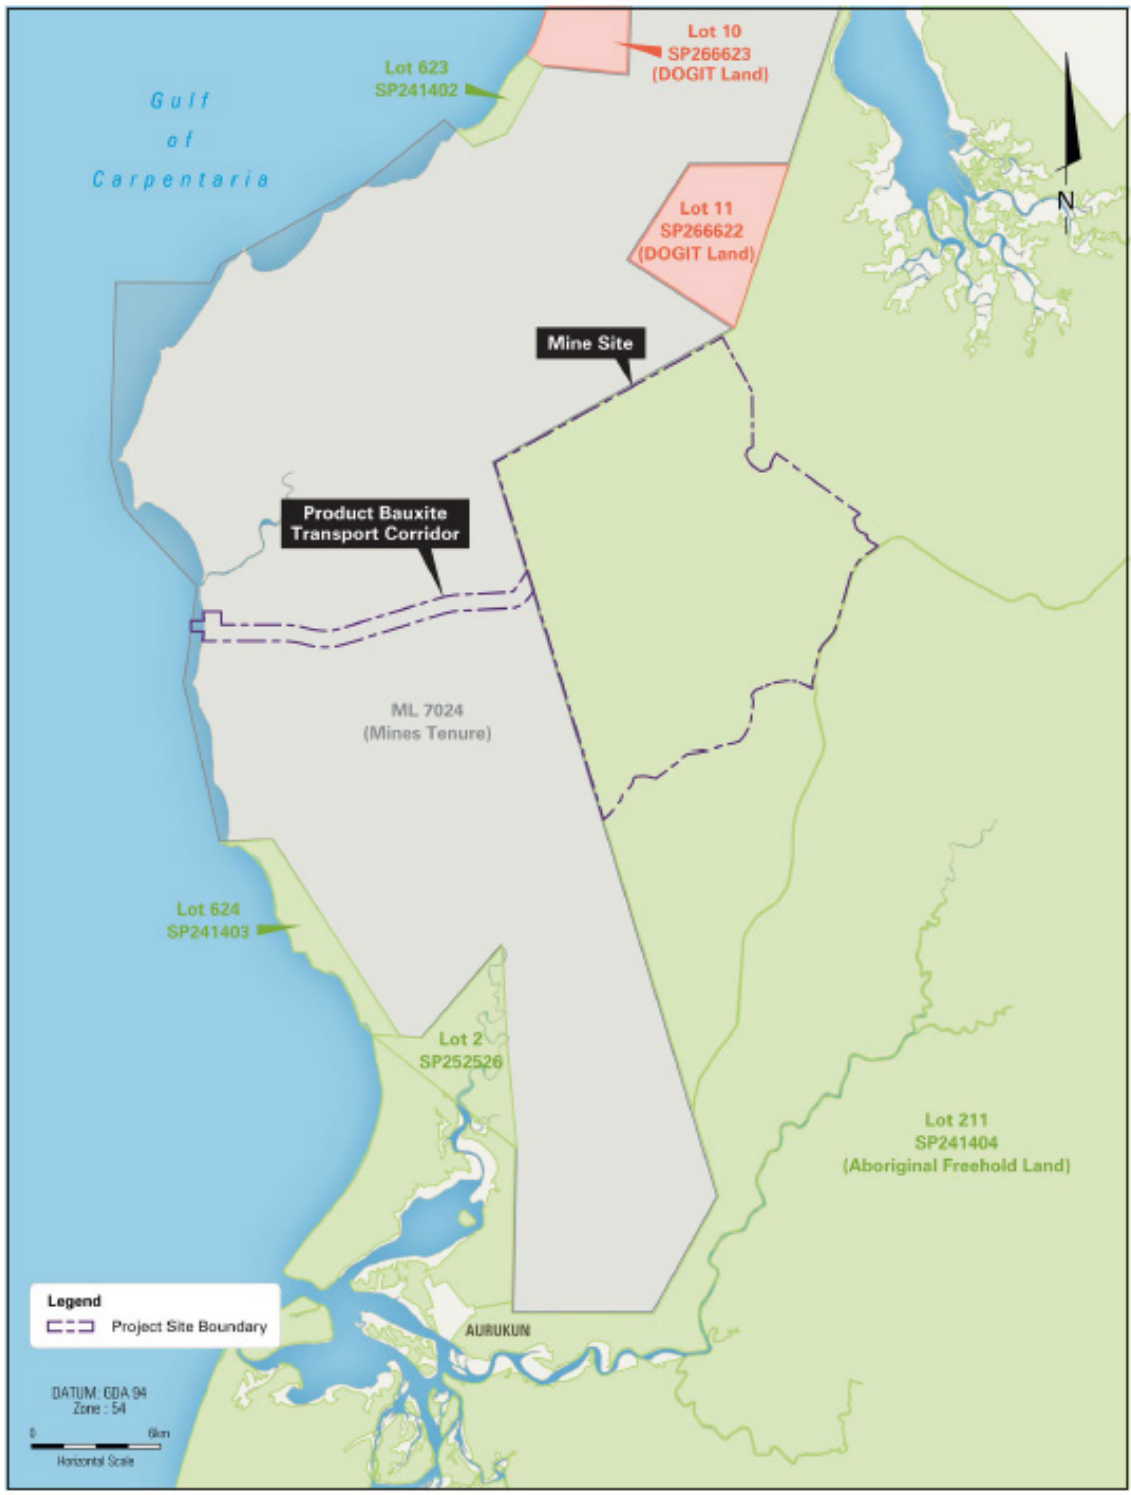 Lot 10
SP266623
(DOGIT Land)
Lot 623
SP241402
Gulf
of
Carpentaria
N
Lot 11
SP266622
(DOGIT Land)
Mine Site
Product Bauxite
Transport Corridor
ML 7024
(Mines Tenure)
Lot 624
SP241403
Lot 2
SP252526
Lot 211
SP241404
(Aboriginal Freehold Land)
Legend
Project Site Boundary
AURUKUN
DATUM: GDA 94
Zone : 54
0 6km
Horizontal Scale